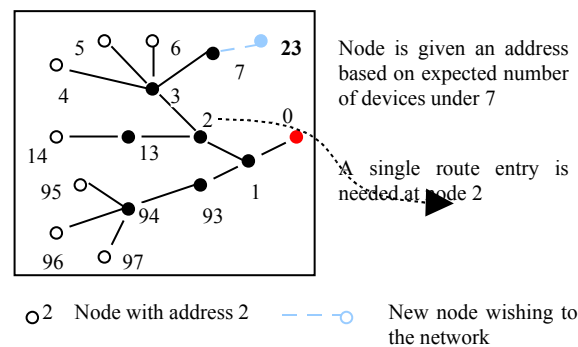 5
6
23
7
4
3
2
0
14
13
1
95
94
93
96
97
Node is given an address
based on expected number
of devices under 7
A single route entry is
needed at node 2
2 Node with address 2
New node wishing to
the network